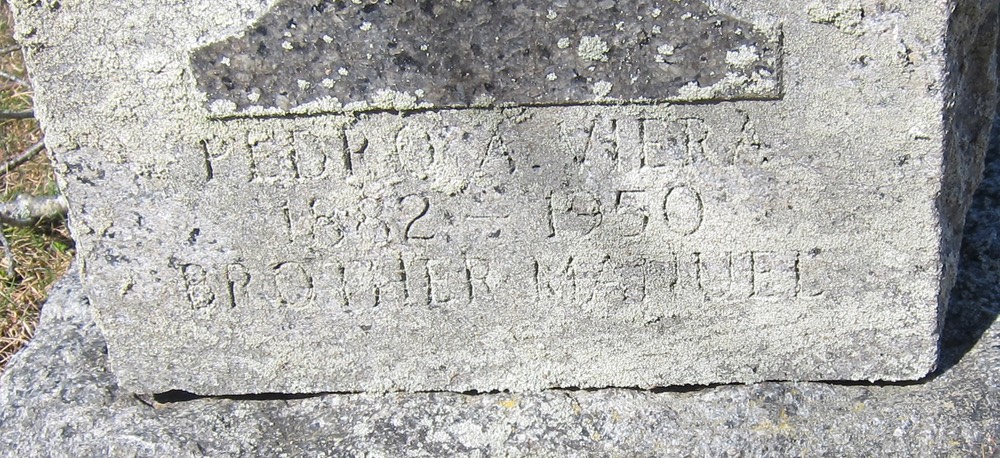 PEDRO A. VIERA
1882 - 1950
BROTHER MANUEL